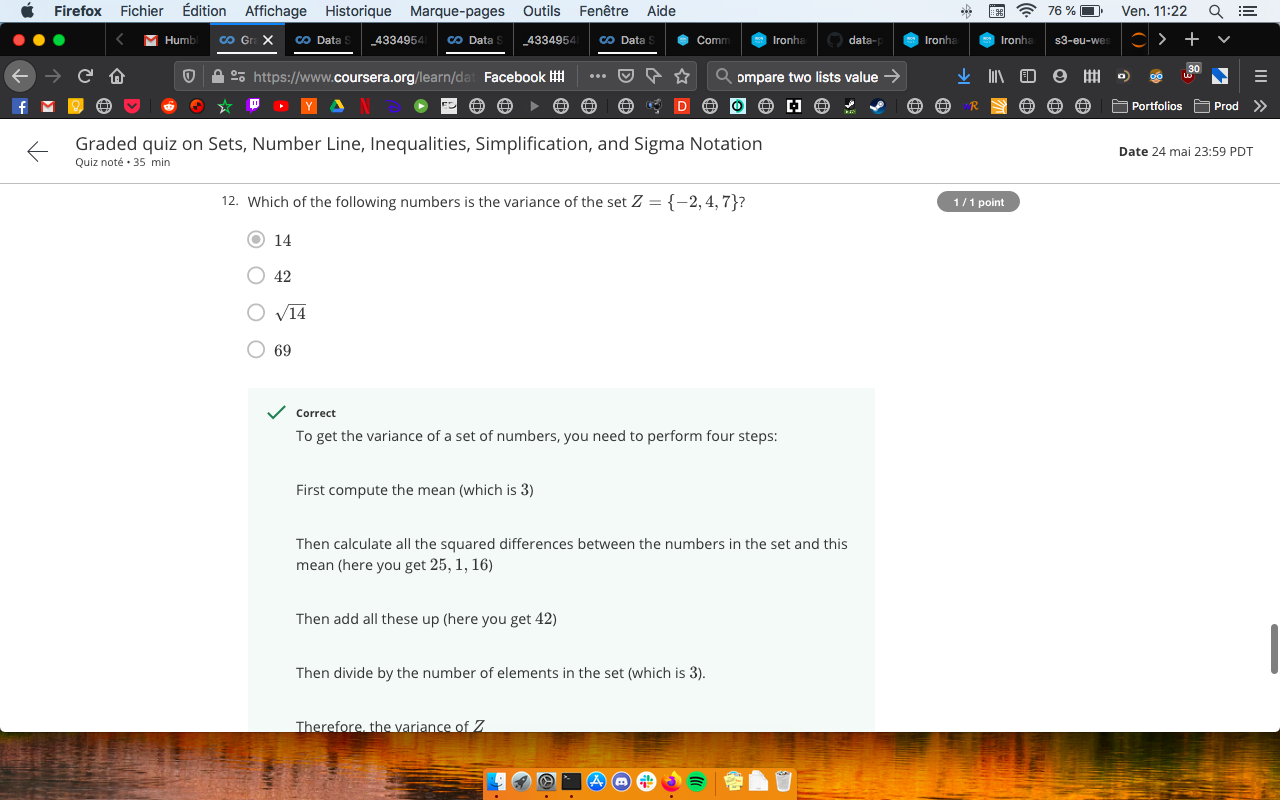 Firefox Fichier Édition Affichage Historique Marque-pages Outils Fenêtre Aide 76 % Ven. 11:22
Humbl Gra Data S _4334954 Data S _4334954 Data S Comm Ironha data-p Ironha Ironha s3-eu-wes
https://www.coursera.org/learn/dat Facebook ompare two lists value
30
Portfolios Prod
Graded quiz on Sets, Number Line, Inequalities, Simplification, and Sigma Notation
Quiz noté • 35 min
Date 24 mai 23:59 PDT
12. Which of the following numbers is the variance of the set Z = {−2, 4, 7}?
1 / 1 point
14
42
√14
69
Correct
To get the variance of a set of numbers, you need to perform four steps:
First compute the mean (which is 3)
Then calculate all the squared differences between the numbers in the set and this
mean (here you get 25, 1, 16)
Then add all these up (here you get 42)
Then divide by the number of elements in the set (which is 3).
Therefore, the variance of Z